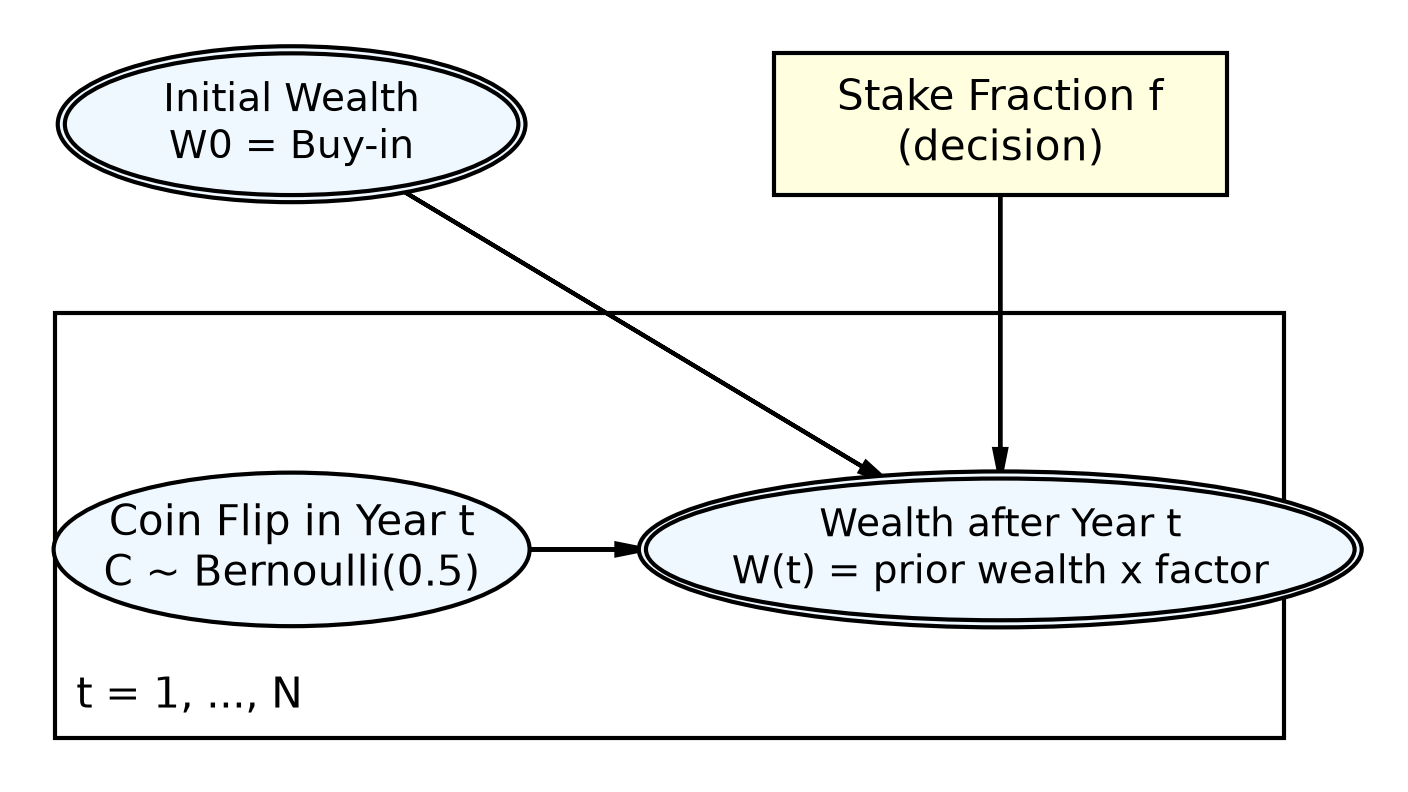 Initial Wealth
W0 = Buy-in
Stake Fraction f
(decision)
Coin Flip in Year t
C ~ Bernoulli(0.5)
Wealth after Year t
W(t) = prior wealth x factor
t = 1, ..., N